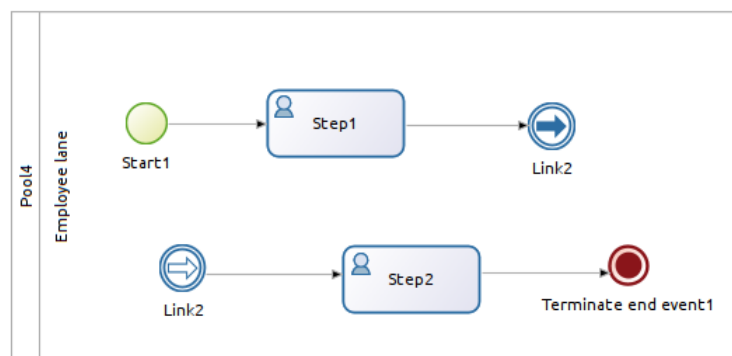 Pool4
Employee lane
Step1
Start1
Link2
Step2
Link2
Terminate end event1